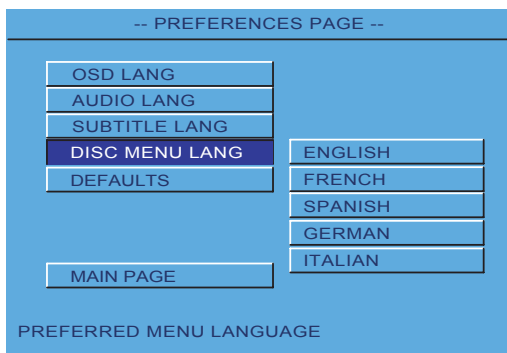 -- PREFERENCES PAGE --
OSD LANG
AUDIO LANG
SUBTITLE LANG
DISC MENU LANG
DEFAULTS
ENGLISH
FRENCH
SPANISH
GERMAN
ITALIAN
MAIN PAGE
PREFERRED MENU LANGUAGE